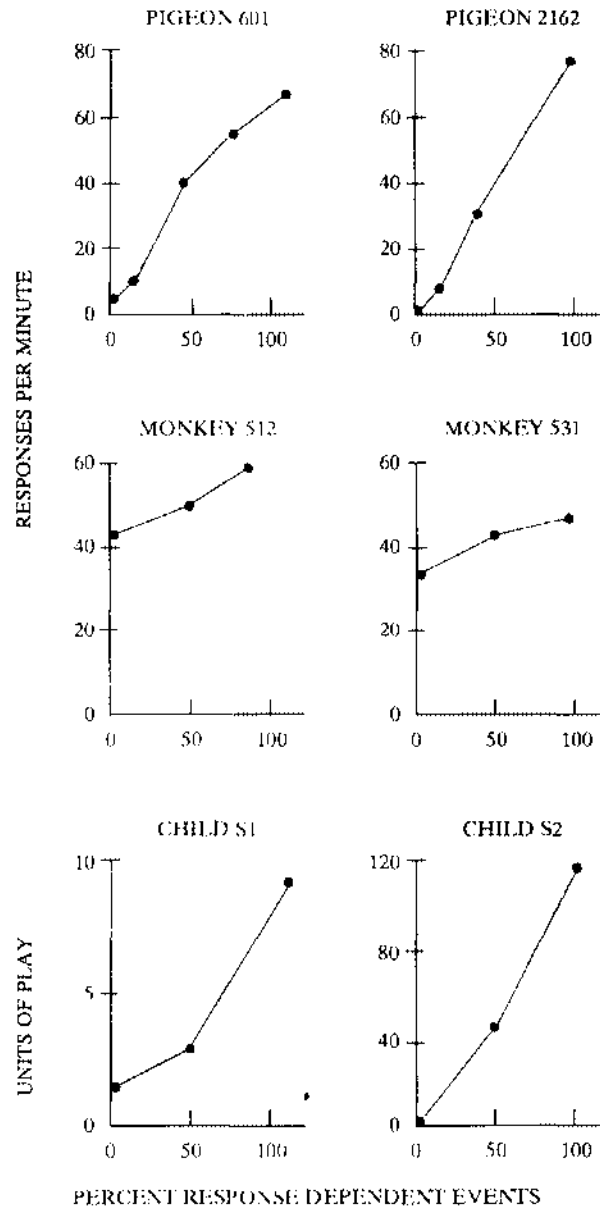 PIGEON 601
80
60
40
20
0
0 50 100
PIGEON 2162
80
60
40
20
0
0 50 100
RESPONSES PER MINUTE
MONKEY 512
60
40
20
0
0 50 100
MONKEY 531
60
40
20
0
0 50 100
CHILD S1
10
5
0
0 50 100
CHILD S2
120
80
40
0
0 50 100
UNITS OF PLAY
PERCENT RESPONSE DEPENDENT EVENTS